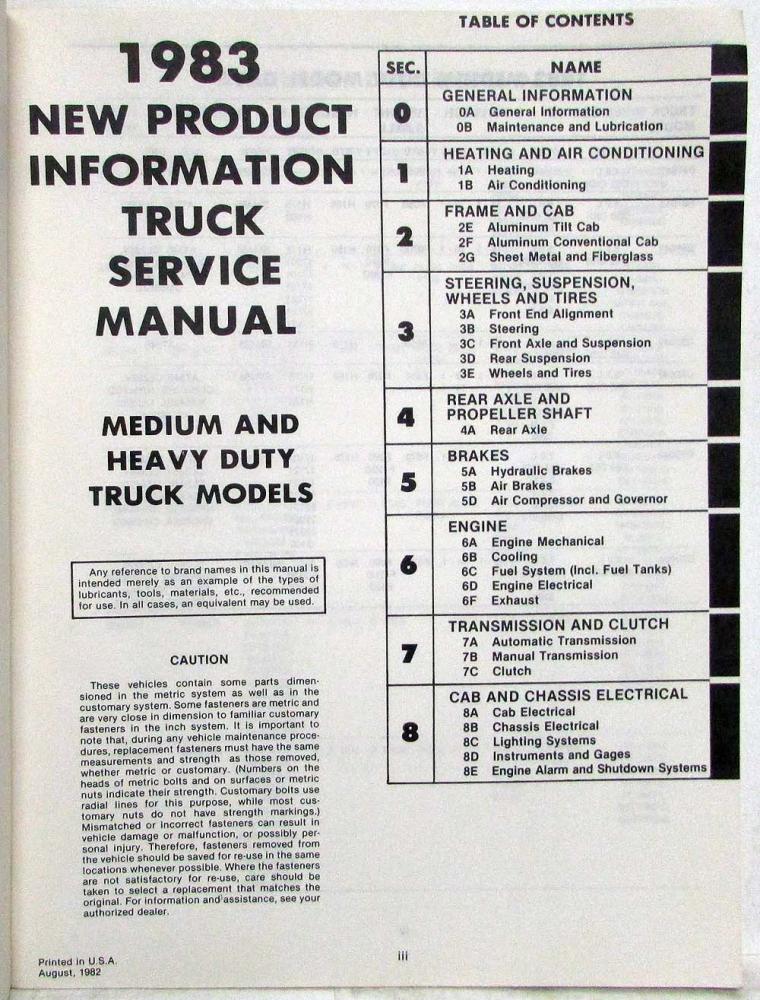 1983
NEW PRODUCT
INFORMATION
TRUCK
SERVICE
MANUAL
MEDIUM AND
HEAVY DUTY
TRUCK MODELS
Any reference to brand names in this manual is
intended merely as an example of the types of
lubricants, tools, materials, etc., recommended
for use. In all cases, an equivalent may be used.
CAUTION
These vehicles contain some parts dimen-
sioned in the metric system as well as in the
customary system. Some fasteners are metric and
are very close in dimension to familiar customary
fasteners in the inch system. It is important to
note that, during any vehicle maintenance proce-
dures, replacement fasteners must have the same
measurements and strength as those removed,
whether metric or customary. (Numbers on the
heads of metric bolts and on surfaces or metric
nuts indicate their strength. Customary bolts use
radial lines for this purpose, while most cus-
tomary nuts do not have strength markings.)
Mismatched or incorrect fasteners can result in
vehicle damage or malfunction, or possibly per-
sonal injury. Therefore, fasteners removed from
the vehicle should be saved for re-use in the same
locations whenever possible. Where the fasteners
are not satisfactory for re-use, care should be
taken to select a replacement that matches the
original. For information and assistance, see your
authorized dealer.
Printed in U.S.A.
August, 1982
TABLE OF CONTENTS
SEC. NAME
0 GENERAL INFORMATION
0A General Information
0B Maintenance and Lubrication
1 HEATING AND AIR CONDITIONING
1A Heating
1B Air Conditioning
2 FRAME AND CAB
2E Aluminum Tilt Cab
2F Aluminum Conventional Cab
2G Sheet Metal and Fiberglass
3 STEERING, SUSPENSION,
WHEELS AND TIRES
3A Front End Alignment
3B Steering
3C Front Axle and Suspension
3D Rear Suspension
3E Wheels and Tires
4 REAR AXLE AND
PROPELLER SHAFT
4A Rear Axle
5 BRAKES
5A Hydraulic Brakes
5B Air Brakes
5D Air Compressor and Governor
6 ENGINE
6A Engine Mechanical
6B Cooling
6C Fuel System (Incl. Fuel Tanks)
6D Engine Electrical
6F Exhaust
7 TRANSMISSION AND CLUTCH
7A Automatic Transmission
7B Manual Transmission
7C Clutch
8 CAB AND CHASSIS ELECTRICAL
8A Cab Electrical
8B Chassis Electrical
8C Lighting Systems
8D Instruments and Gages
8E Engine Alarm and Shutdown Systems
iii